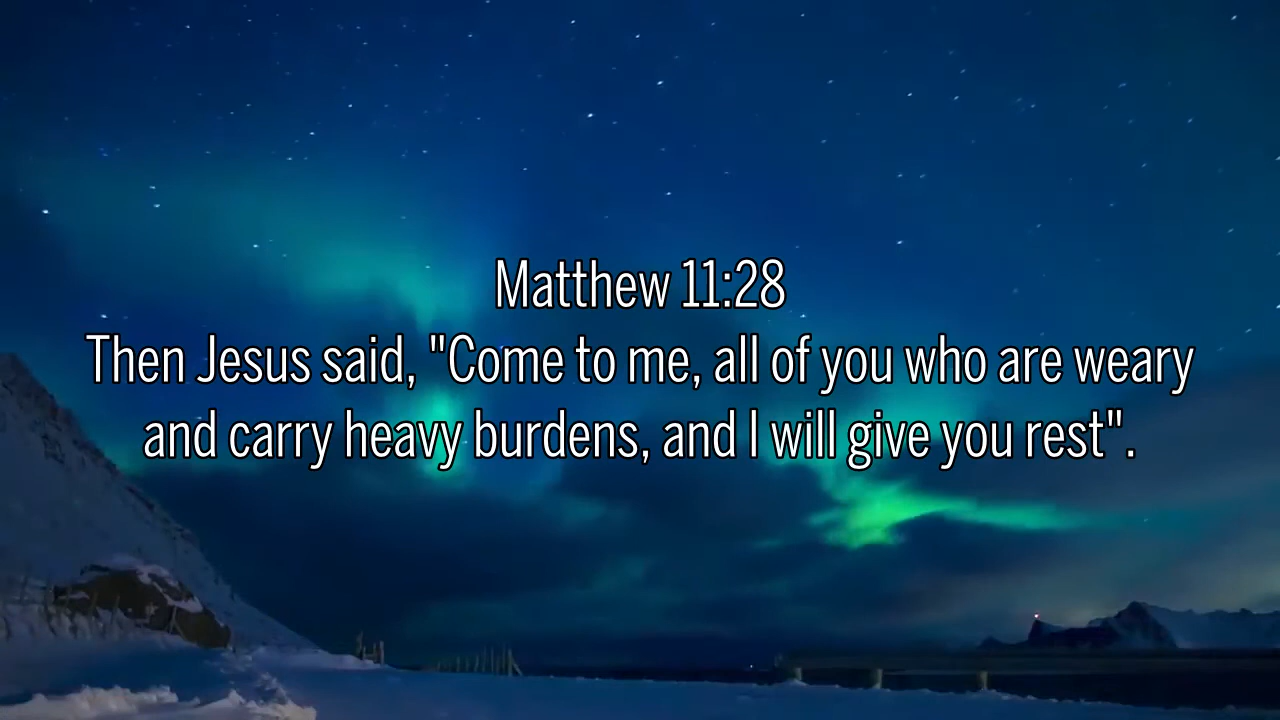 Matthew 11:28
Then Jesus said, "Come to me, all of you who are weary
and carry heavy burdens, and I will give you rest".